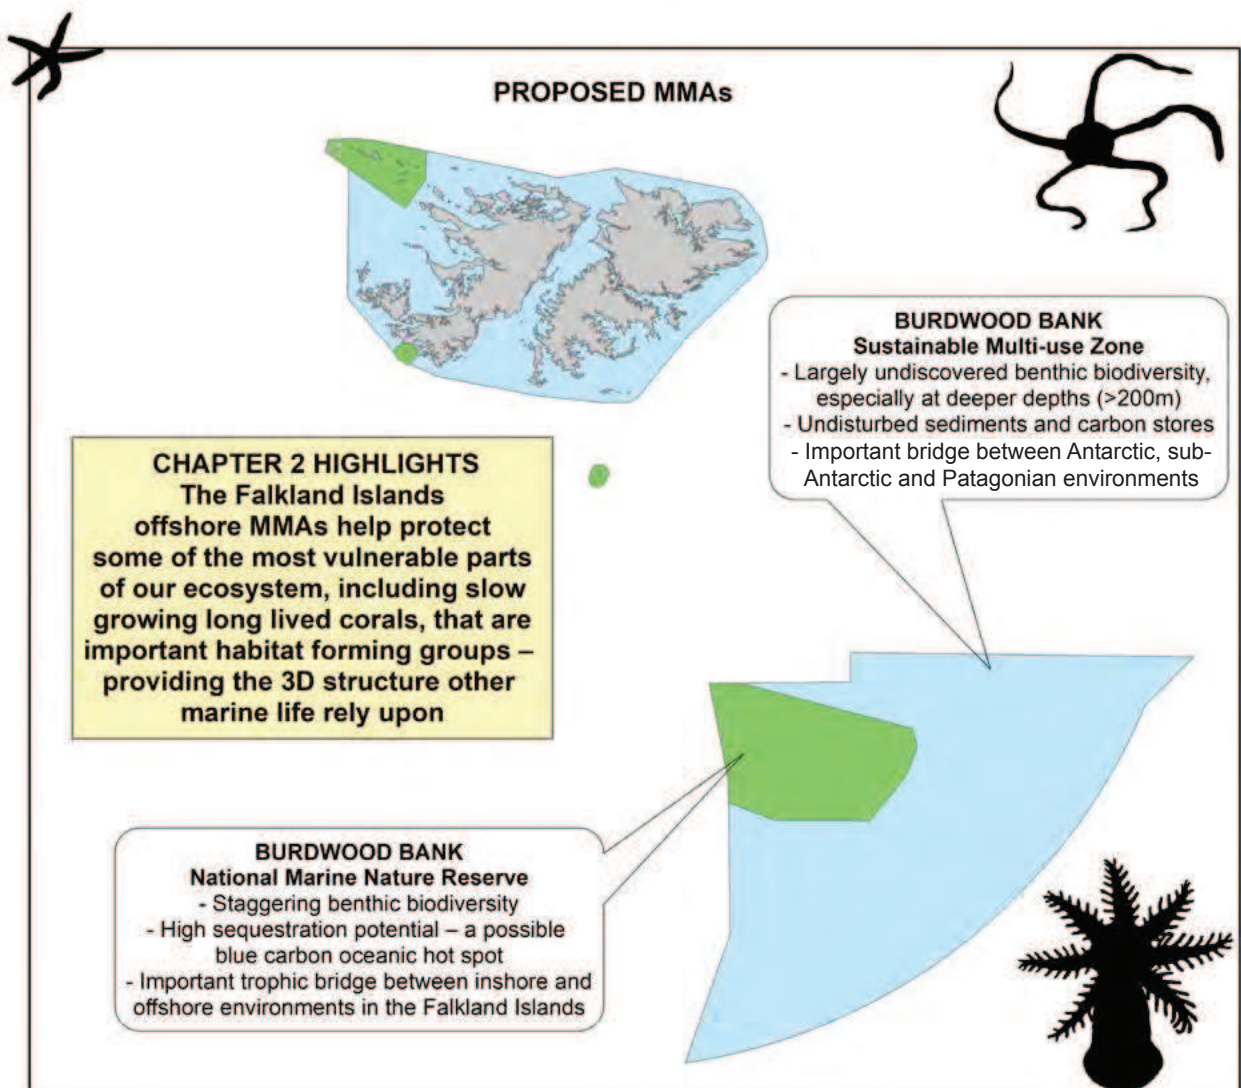 PROPOSED MMAs
BURDWOOD BANK
Sustainable Multi-use Zone
- Largely undiscovered benthic biodiversity,
especially at deeper depths (>200m)
- Undisturbed sediments and carbon stores
- Important bridge between Antarctic, sub-
Antarctic and Patagonian environments
CHAPTER 2 HIGHLIGHTS
The Falkland Islands
offshore MMAs help protect
some of the most vulnerable parts
of our ecosystem, including slow
growing long lived corals, that are
important habitat forming groups –
providing the 3D structure other
marine life rely upon
BURDWOOD BANK
National Marine Nature Reserve
- Staggering benthic biodiversity
- High sequestration potential – a possible
blue carbon oceanic hot spot
- Important trophic bridge between inshore and
offshore environments in the Falkland Islands